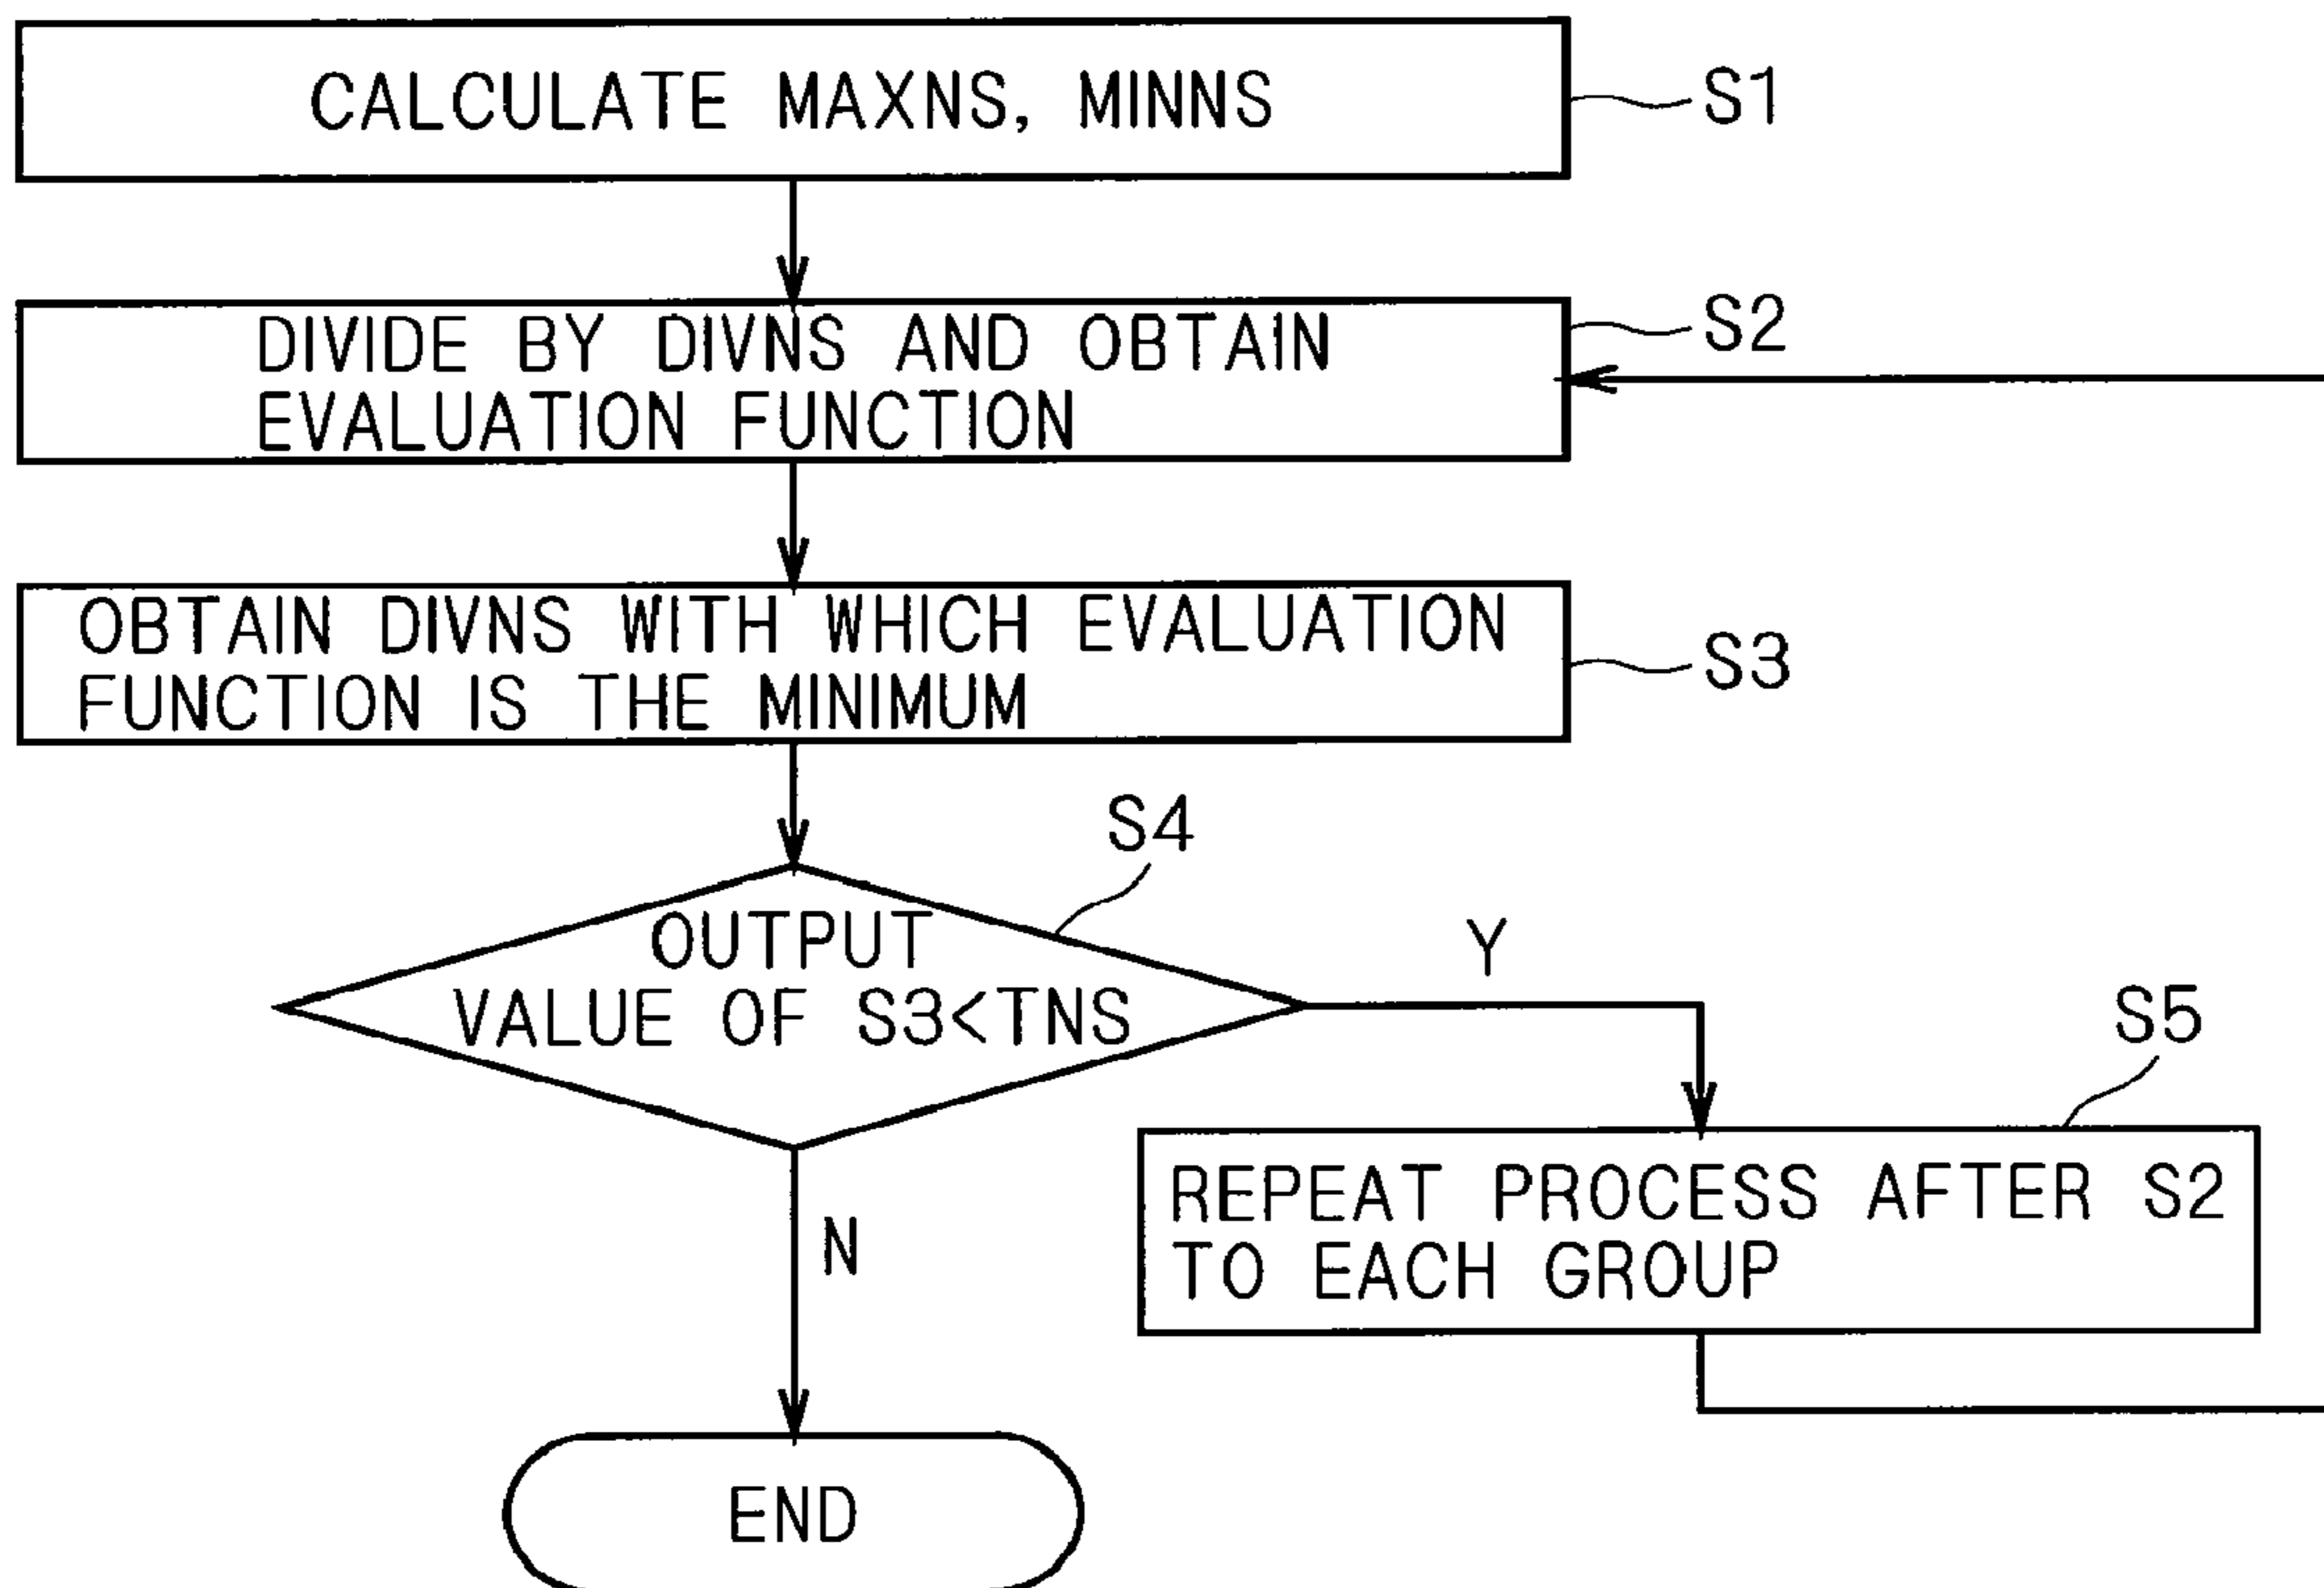 CALCULATE MAXNS, MINNS
S1
DIVIDE BY DIVNS AND OBTAIN
EVALUATION FUNCTION
S2
OBTAIN DIVNS WITH WHICH EVALUATION
FUNCTION IS THE MINIMUM
S3
S4
OUTPUT
VALUE OF S3<TNS
Y
S5
REPEAT PROCESS AFTER S2
TO EACH GROUP
N
END